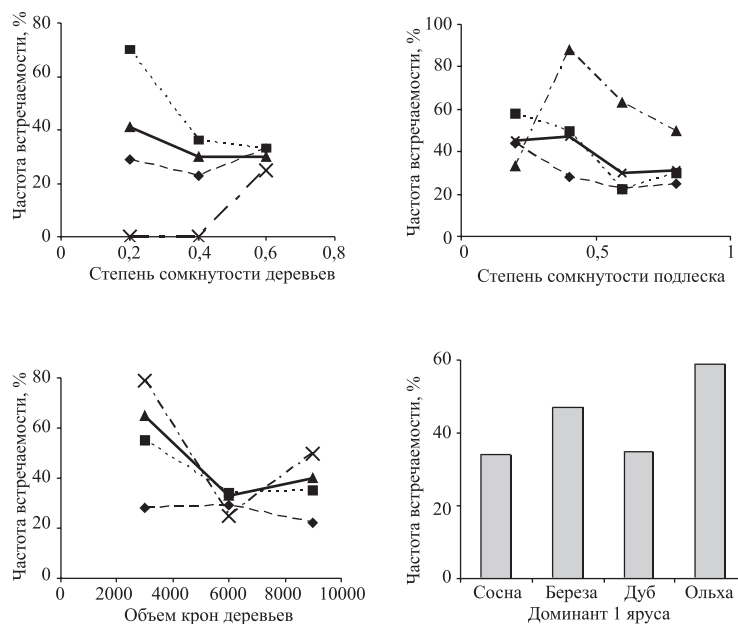 Частота встречаемости, %
80
60
40
20
0
0 0,2 0,4 0,6 0,8
Степень сомкнутости деревьев
Частота встречаемости, %
100
80
60
40
20
0
0 0,5 1
Степень сомкнутости подлеска
Частота встречаемости, %
80
60
40
20
0
0 2000 4000 6000 8000 10000
Объем крон деревьев
Частота встречаемости, %
60
40
20
0
Сосна Береза Дуб Ольха
Доминант 1 яруса